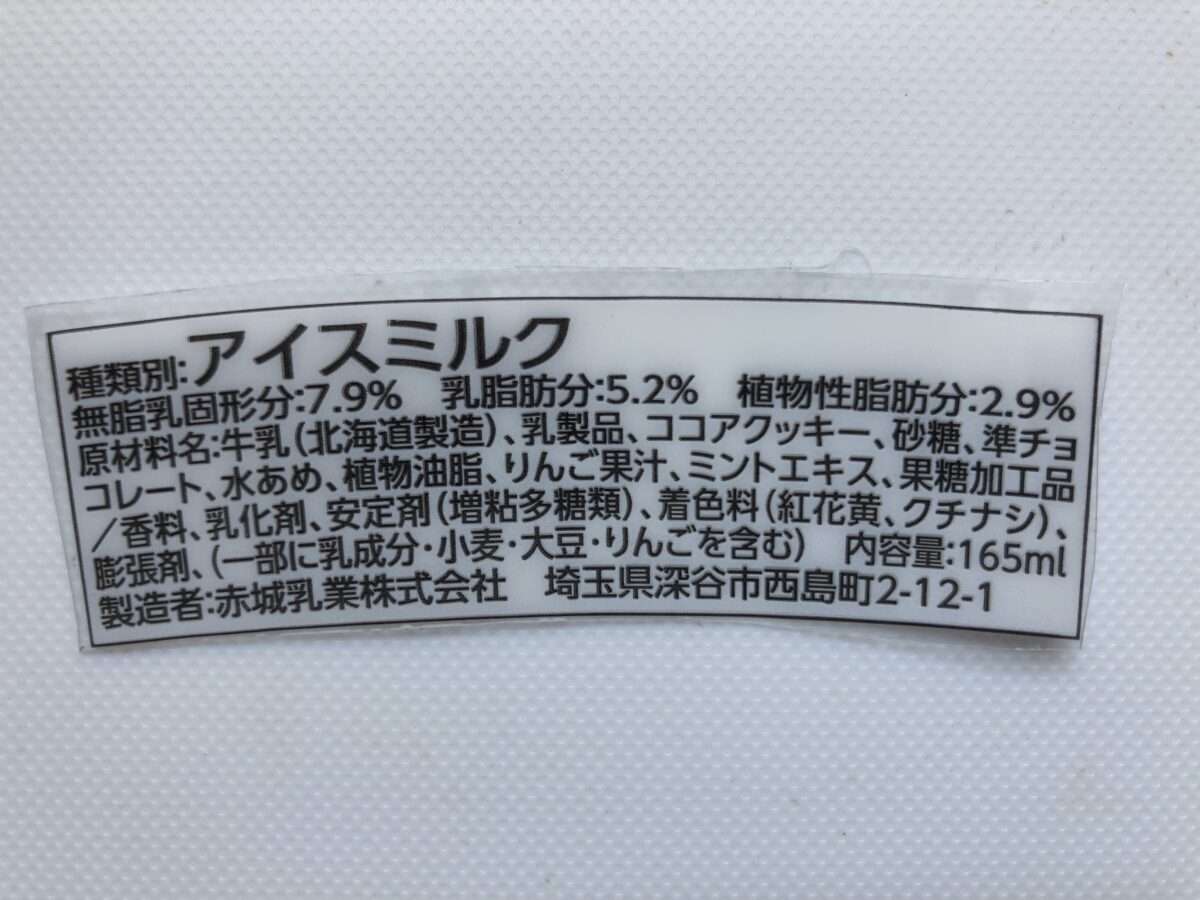 種類別:アイスミルク
無脂乳固形分:7.9% 乳脂肪分:5.2% 植物性脂肪分:2.9%
原材料名:牛乳(北海道製造)、乳製品、ココアクッキー、砂糖、準チョ
コレート、水あめ、植物油脂、りんご果汁、ミントエキス、果糖加工品
/香料、乳化剤、安定剤(増粘多糖類)、着色料(紅花黄、クチナシ)、
膨張剤、(一部に乳成分・小麦・大豆・りんごを含む) 内容量:165ml
製造者:赤城乳業株式会社 埼玉県深谷市西島町2-12-1